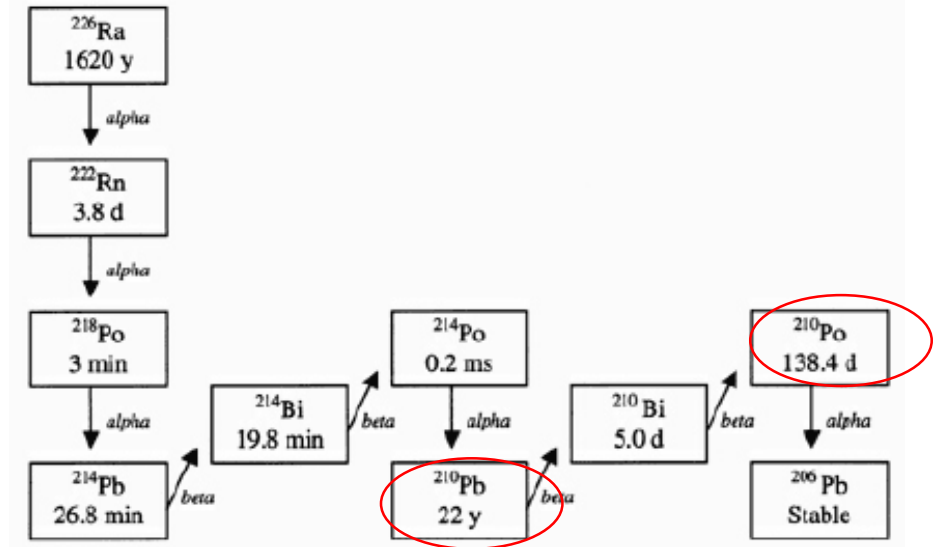 ²²⁶Ra
1620 y
alpha
²²²Rn
3.8 d
alpha
²¹⁸Po
3 min
alpha
²¹⁴Pb
26.8 min
beta
²¹⁴Bi
19.8 min
beta
²¹⁴Po
0.2 ms
alpha
²¹⁰Pb
22 y
beta
²¹⁰Bi
5.0 d
beta
²¹⁰Po
138.4 d
alpha
²⁰⁶Pb
Stable